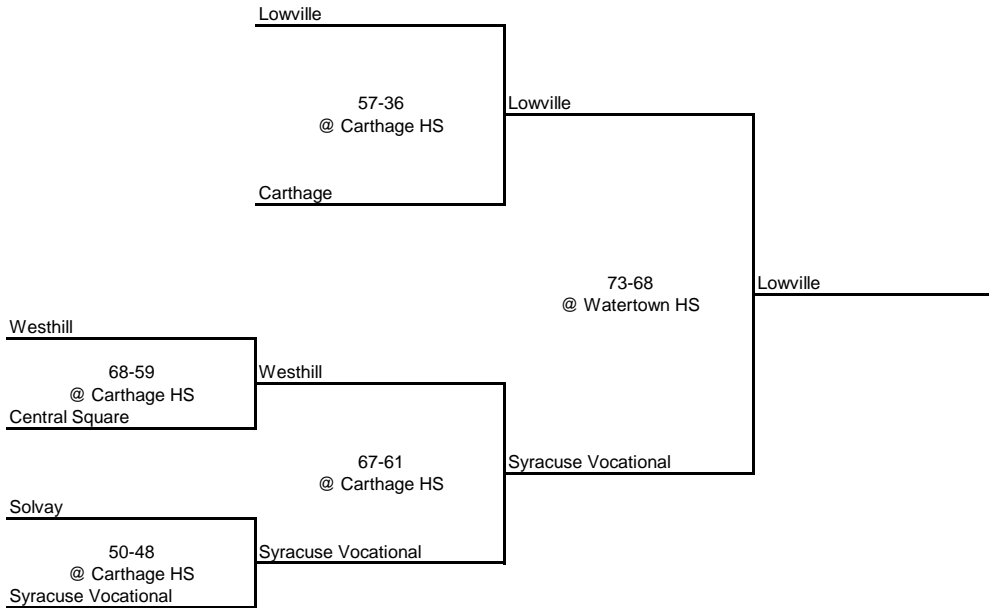 Lowville
57-36
@ Carthage HS
Lowville
Carthage
73-68
@ Watertown HS
Lowville
Westhill
68-59
@ Carthage HS
Westhill
Central Square
67-61
@ Carthage HS
Syracuse Vocational
Solvay
50-48
@ Carthage HS
Syracuse Vocational
Syracuse Vocational